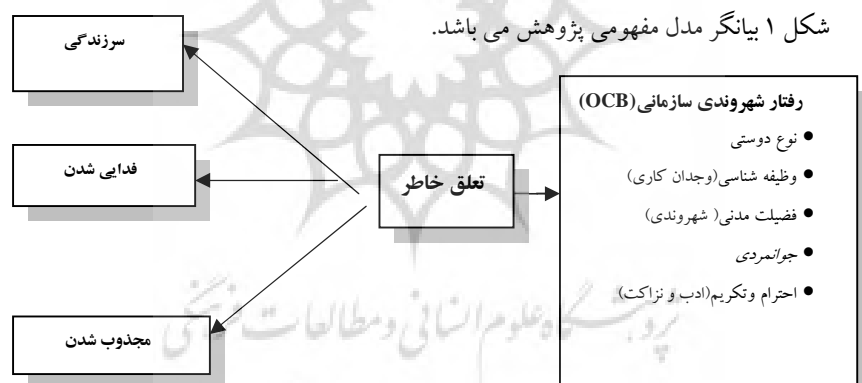 شکل ۱ بیانگر مدل مفهومی پژوهش می باشد.
سرزندگی
رفتار شهروندی سازمانی(OCB)
● نوع دوستی
● وظیفه شناسی(وجدان کاری)
● فضیلت مدنی( شهروندی)
● جوانمردی
● احترام وتکریم(ادب و نزاکت)
تعلق خاطر
فدایی شدن
مجذوب شدن
پژوهشگاه علوم انسانی و مطالعات فرهنگی